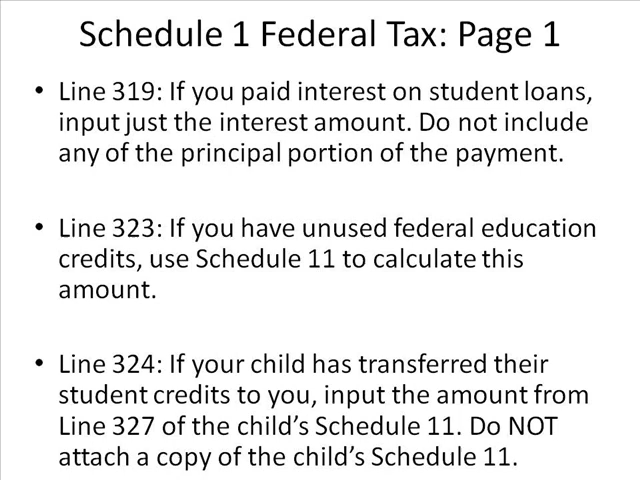 Schedule 1 Federal Tax: Page 1
• Line 319: If you paid interest on student loans,
input just the interest amount. Do not include
any of the principal portion of the payment.
• Line 323: If you have unused federal education
credits, use Schedule 11 to calculate this
amount.
• Line 324: If your child has transferred their
student credits to you, input the amount from
Line 327 of the child’s Schedule 11. Do NOT
attach a copy of the child’s Schedule 11.